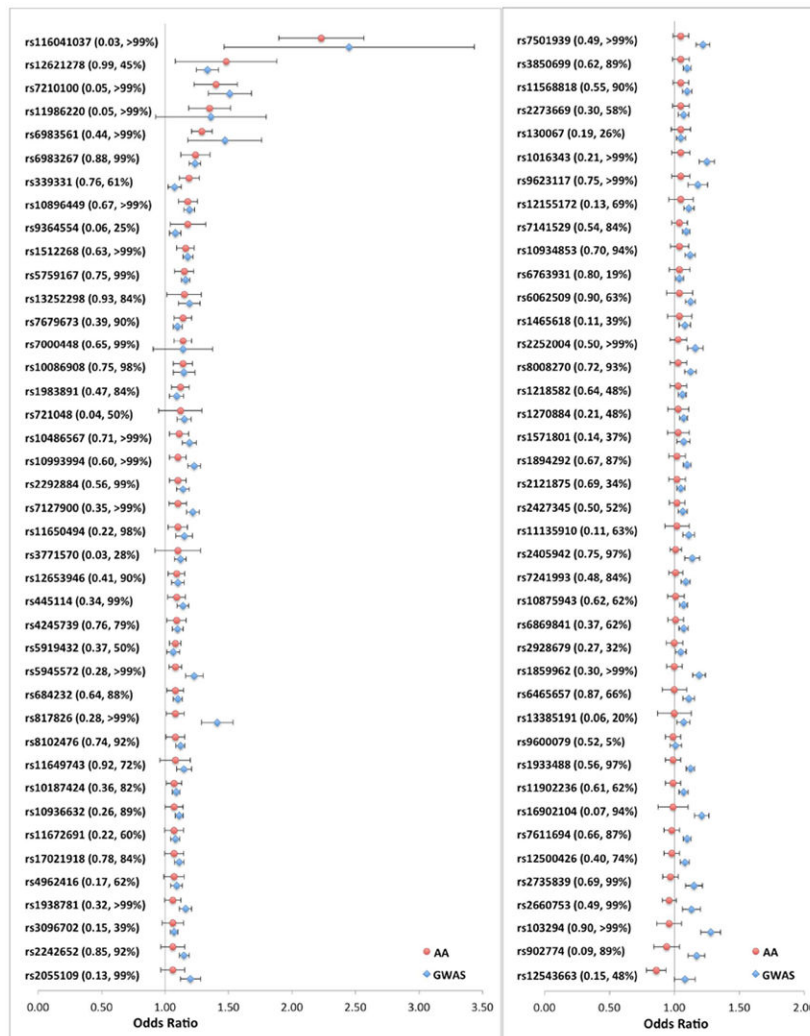 rs116041037 (0.03, >99%)
rs12621278 (0.99, 45%)
rs7210100 (0.05, >99%)
rs11986220 (0.05, >99%)
rs6983561 (0.44, >99%)
rs6983267 (0.88, 99%)
rs339331 (0.76, 61%)
rs10896449 (0.67, >99%)
rs9364554 (0.06, 25%)
rs1512268 (0.63, >99%)
rs5759167 (0.75, 99%)
rs13252298 (0.93, 84%)
rs7679673 (0.39, 90%)
rs7000448 (0.65, 99%)
rs10086908 (0.75, 98%)
rs1983891 (0.47, 84%)
rs721048 (0.04, 50%)
rs10486567 (0.71, >99%)
rs10993994 (0.60, >99%)
rs2292884 (0.56, 99%)
rs7127900 (0.35, >99%)
rs11650494 (0.22, 98%)
rs3771570 (0.03, 28%)
rs12653946 (0.41, 90%)
rs445114 (0.34, 99%)
rs4245739 (0.76, 79%)
rs5919432 (0.37, 50%)
rs5945572 (0.28, >99%)
rs684232 (0.64, 88%)
rs817826 (0.28, >99%)
rs8102476 (0.74, 92%)
rs11649743 (0.92, 72%)
rs10187424 (0.36, 82%)
rs10936632 (0.26, 89%)
rs11672691 (0.22, 60%)
rs17021918 (0.78, 84%)
rs4962416 (0.17, 62%)
rs1938781 (0.32, >99%)
rs3096702 (0.15, 39%)
rs2242652 (0.85, 92%)
rs2055109 (0.13, 99%)
AA
GWAS
0.00 0.50 1.00 1.50 2.00 2.50 3.00 3.50
Odds Ratio
rs7501939 (0.49, >99%)
rs3850699 (0.62, 89%)
rs11568818 (0.55, 90%)
rs2273669 (0.30, 58%)
rs130067 (0.19, 26%)
rs1016343 (0.21, >99%)
rs9623117 (0.75, >99%)
rs12155172 (0.13, 69%)
rs7141529 (0.54, 84%)
rs10934853 (0.70, 94%)
rs6763931 (0.80, 19%)
rs6062509 (0.90, 63%)
rs1465618 (0.11, 39%)
rs2252004 (0.50, >99%)
rs8008270 (0.72, 93%)
rs1218582 (0.64, 48%)
rs1270884 (0.21, 48%)
rs1571801 (0.14, 37%)
rs1894292 (0.67, 87%)
rs2121875 (0.69, 34%)
rs2427345 (0.50, 52%)
rs11135910 (0.11, 63%)
rs2405942 (0.75, 97%)
rs7241993 (0.48, 84%)
rs10875943 (0.62, 62%)
rs6869841 (0.37, 62%)
rs2928679 (0.27, 32%)
rs1859962 (0.30, >99%)
rs6465657 (0.87, 66%)
rs13385191 (0.06, 20%)
rs9600079 (0.52, 5%)
rs1933488 (0.56, 97%)
rs11902236 (0.61, 62%)
rs16902104 (0.07, 94%)
rs7611694 (0.66, 87%)
rs12500426 (0.40, 74%)
rs2735839 (0.69, 99%)
rs2660753 (0.49, 99%)
rs103294 (0.90, >99%)
rs902774 (0.09, 89%)
rs12543663 (0.15, 48%)
AA
GWAS
0.00 0.50 1.00 1.50 2.00
Odds Ratio